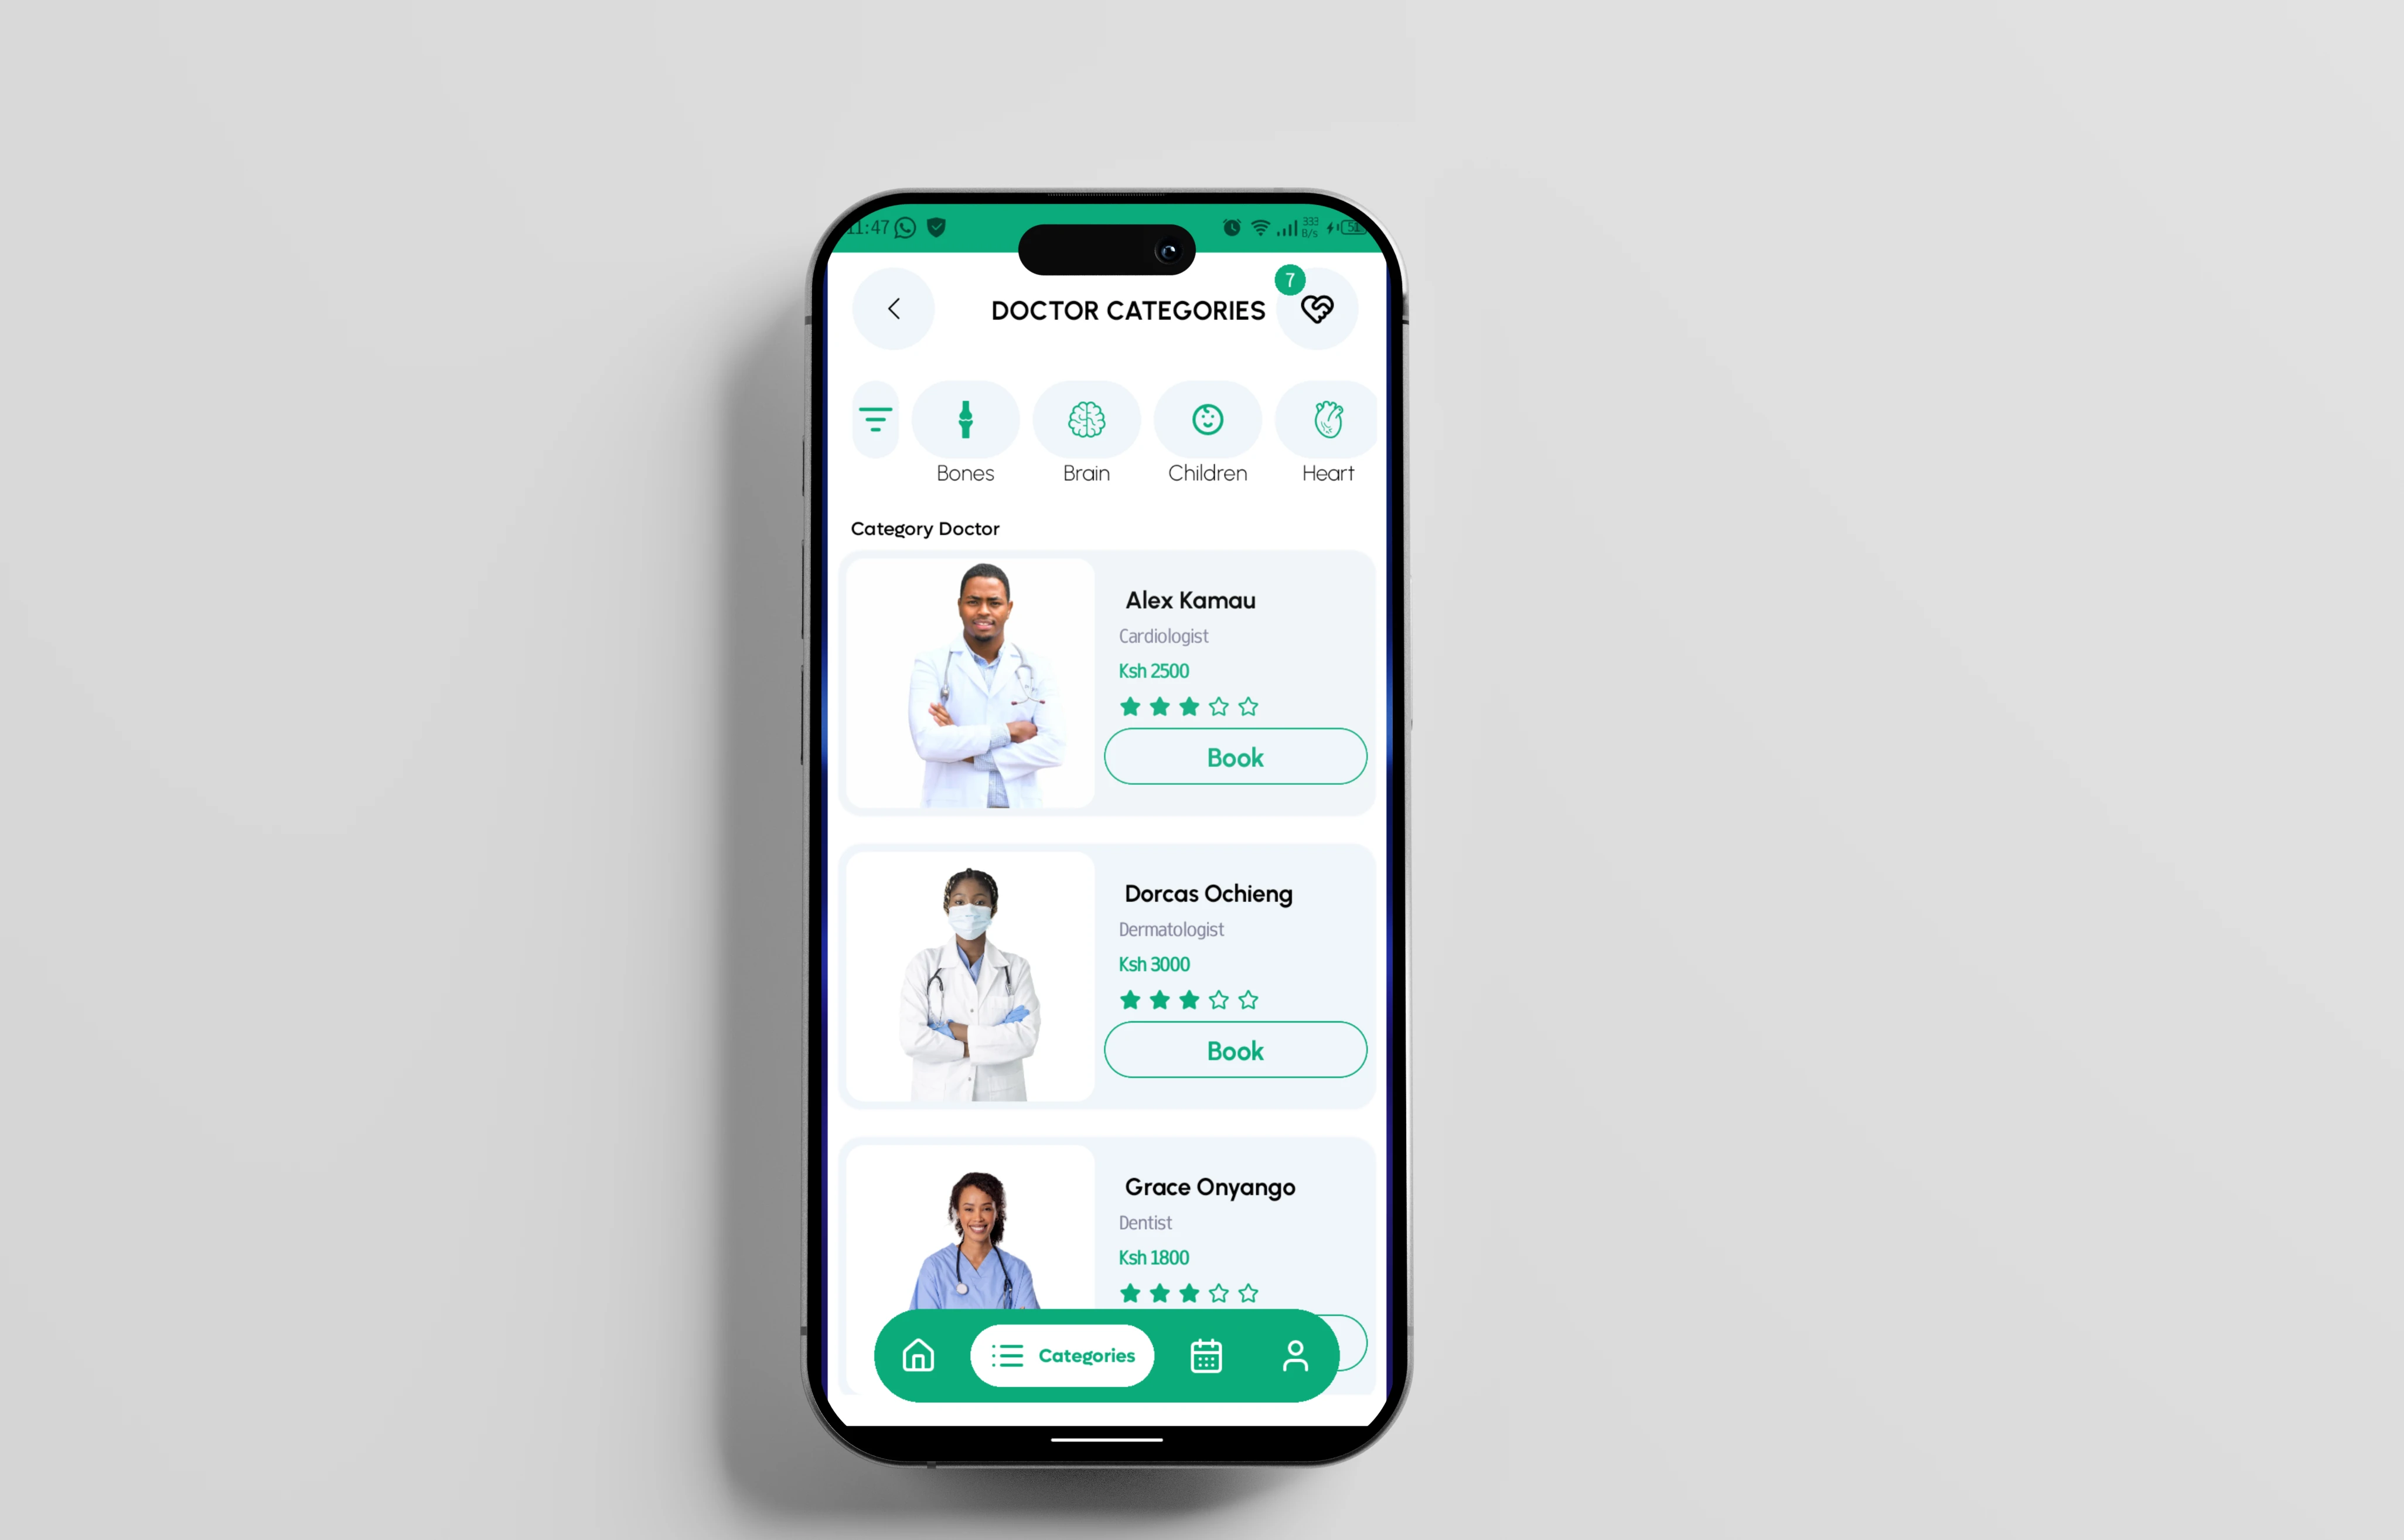 11:47
333
B/s
7
DOCTOR CATEGORIES
Bones Brain Children Heart
Category Doctor
Alex Kamau
Cardiologist
Ksh 2500
Book
Dorcas Ochieng
Dermatologist
Ksh 3000
Book
Grace Onyango
Dentist
Ksh 1800
Categories